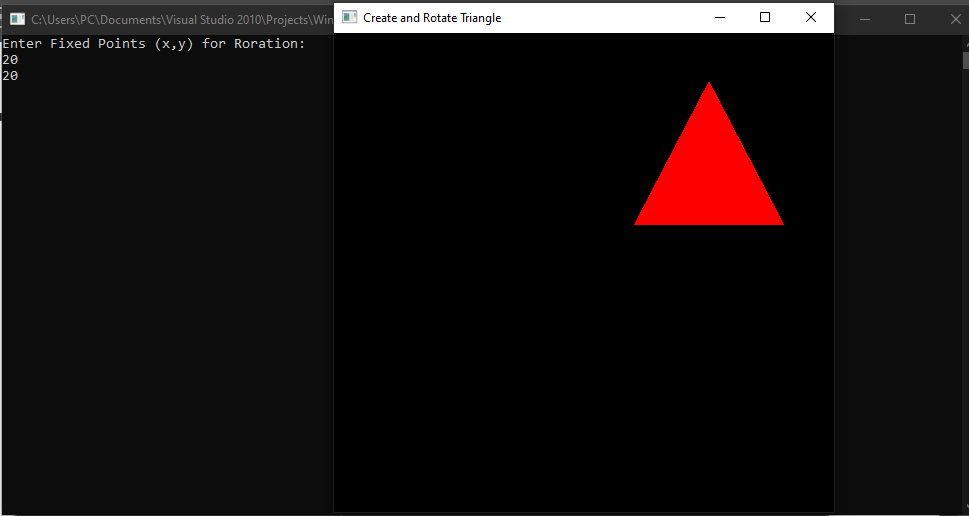 C:\Users\PC\Documents\Visual Studio 2010\Projects\Win
Create and Rotate Triangle
Enter Fixed Points (x,y) for Roration:
20
20